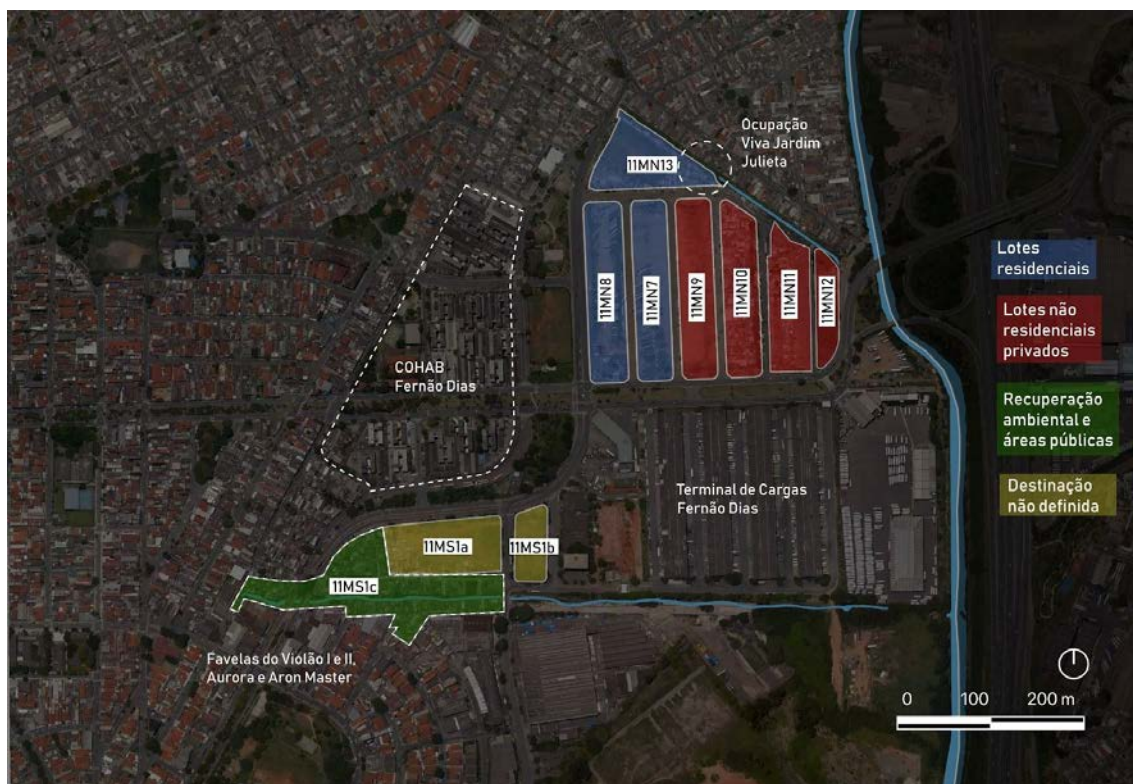 Ocupação
Viva Jardim
Julieta
11MN13
11MN8
11MN7
11MN9
11MN10
11MN11
11MN12
Lotes
residenciais
Lotes não
residenciais
privados
Recuperação
ambiental e
áreas públicas
Destinação
não definida
COHAB
Fernão Dias
Terminal de Cargas
Fernão Dias
11MS1a
11MS1b
11MS1c
Favelas do Violão I e II,
Aurora e Aron Master
0 100 200 m